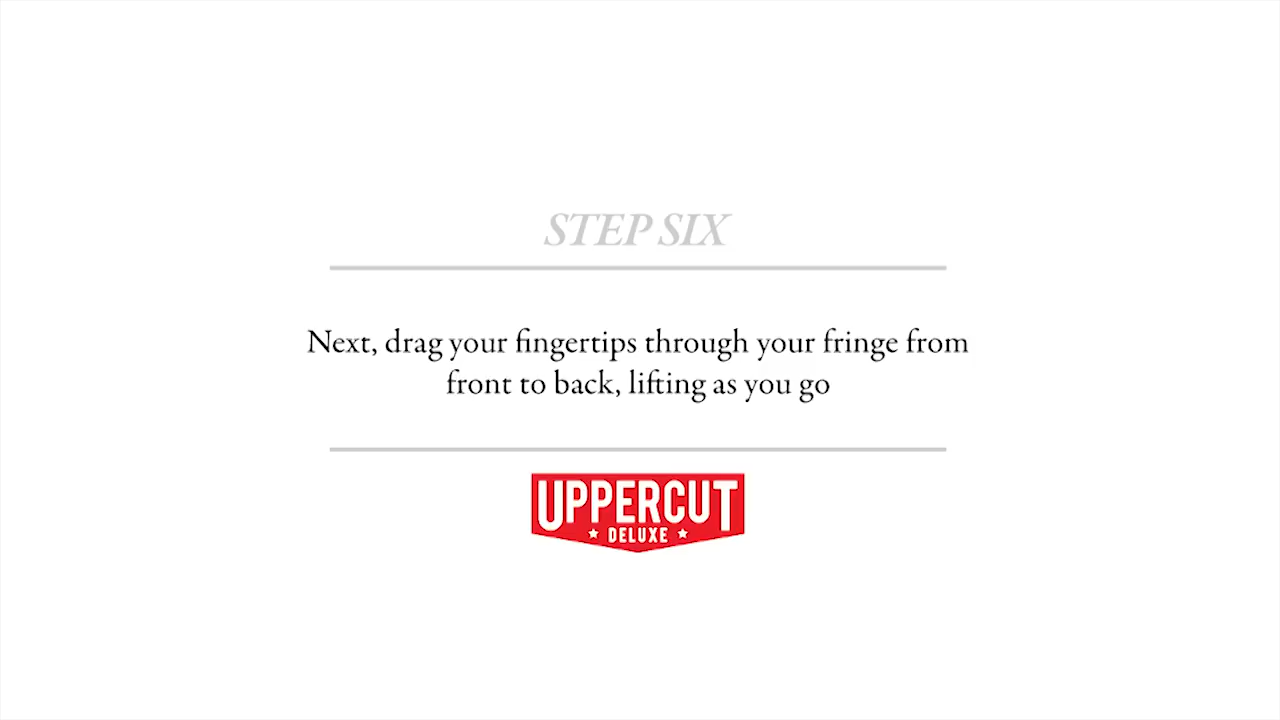 STEP SIX
Next, drag your fingertips through your fringe from
front to back, lifting as you go
UPPERCUT
DELUXE